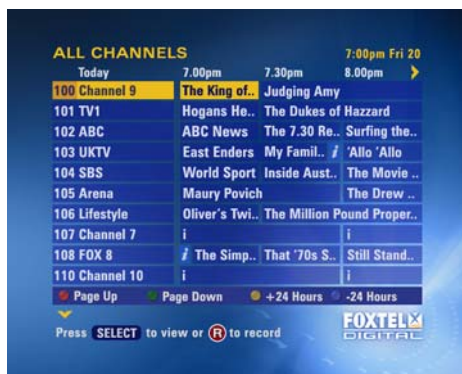 ALL CHANNELS 7:00pm Fri 20
Today 7.00pm 7.30pm 8.00pm
100 Channel 9 The King of.. Judging Amy
101 TV1 Hogans He.. The Dukes of Hazzard
102 ABC ABC News The 7.30 Re.. Surfing the..
103 UKTV East Enders My Famil.. i 'Allo 'Allo
104 SBS World Sport Inside Aust.. The Movie ..
105 Arena Maury Povich The Drew ..
106 Lifestyle Oliver's Twi.. The Million Pound Proper..
107 Channel 7 i i
108 FOX 8 i The Simp.. That '70s S.. Still Stand..
110 Channel 10 i i
Page Up Page Down +24 Hours -24 Hours
Press SELECT to view or R to record
FOXTEL
DIGITAL